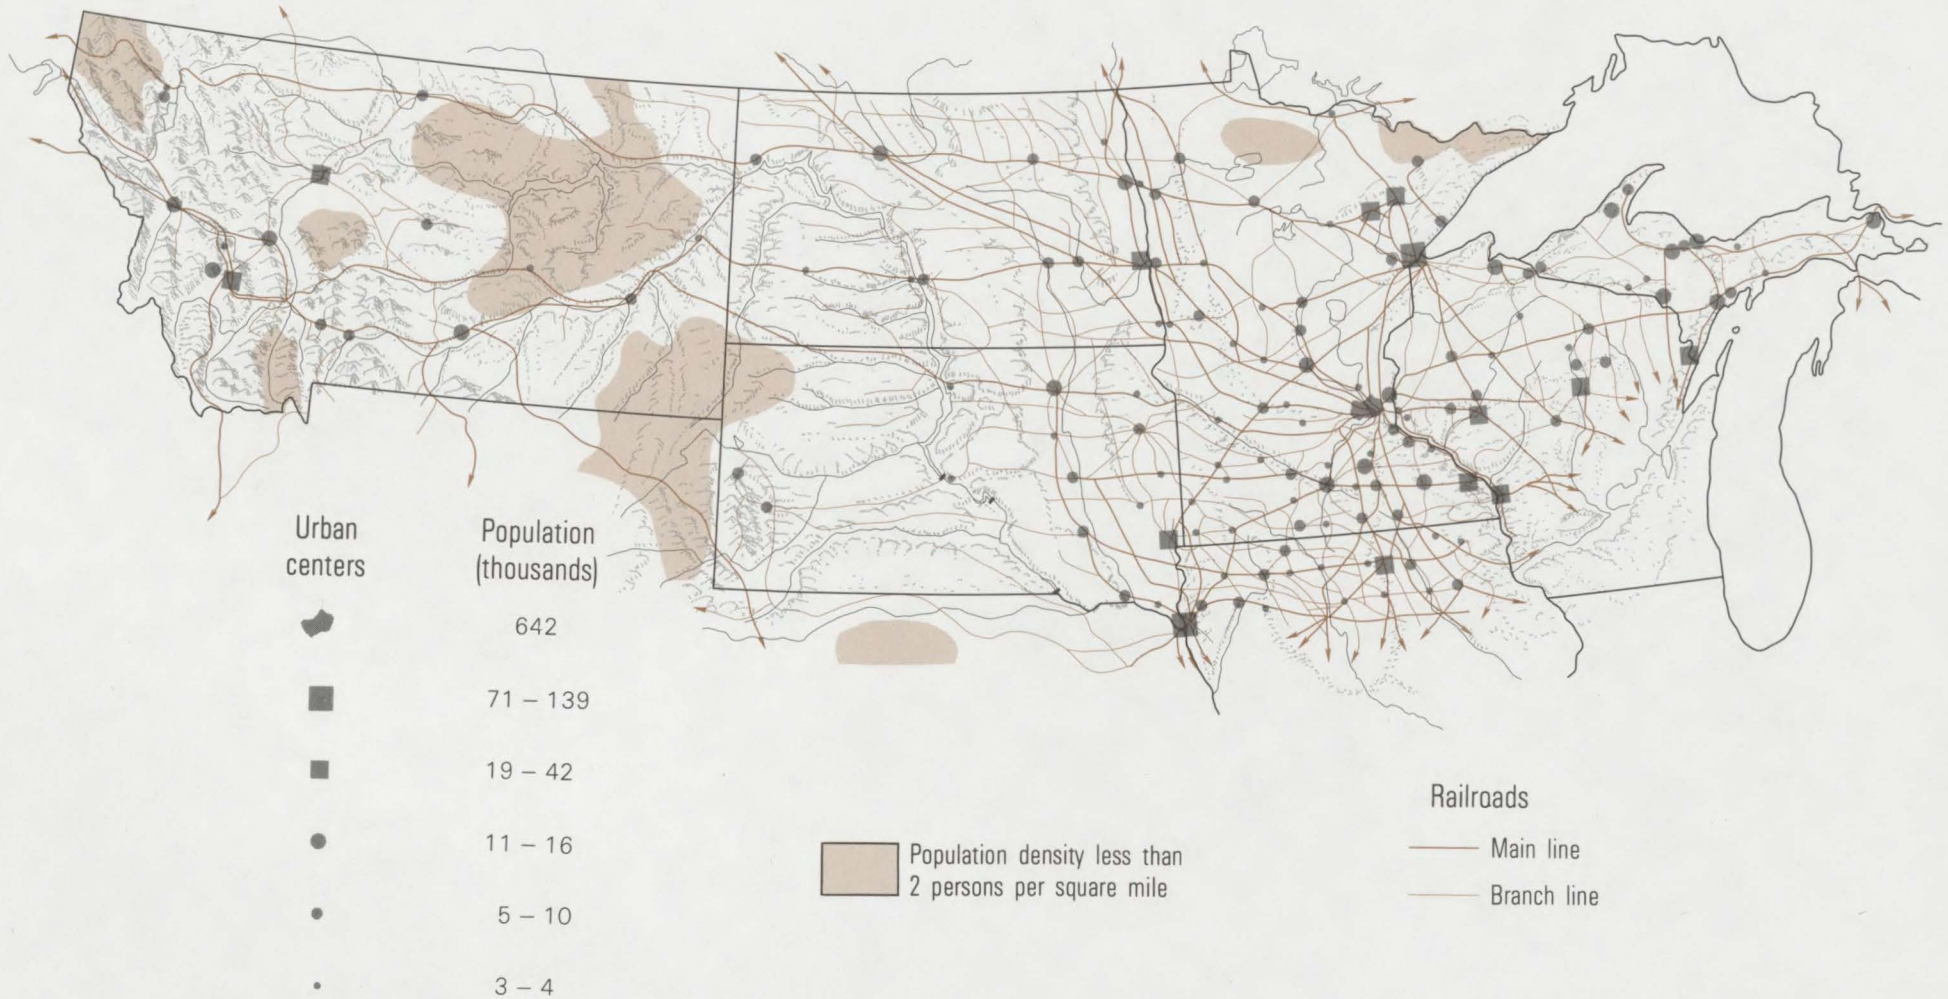 Urban
centers
Population
(thousands)
642
71 – 139
19 – 42
11 – 16
5 – 10
3 – 4
Population density less than
2 persons per square mile
Railroads
Main line
Branch line